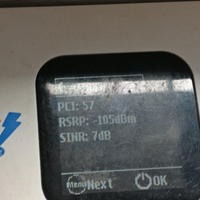 PCI: 57
RSRP: -105dBm
SINR: 7dB
Menu Next OK